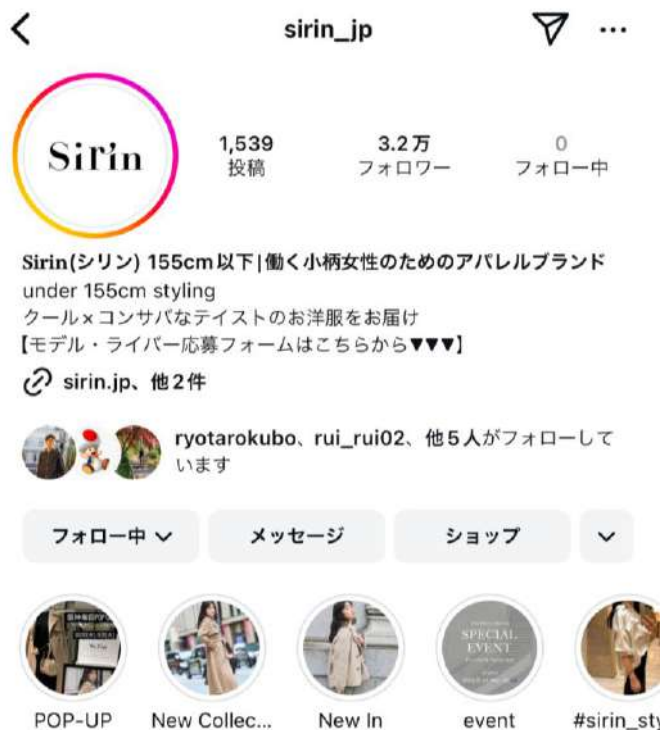 sirin_jp
Sirin
1,539
投稿
3.2万
フォロワー
0
フォロー中
Sirin(シリン) 155cm以下|働く小柄女性のためのアパレルブランド
under 155cm styling
クール×コンサバなテイストのお洋服をお届け
【モデル・ライバー応募フォームはこちらから▼▼▼】
sirin.jp、他2件
ryotarokubo、rui_rui02、他5人がフォローして
います
フォロー中
メッセージ
ショップ
SPECIAL
EVENT
POP-UP
New Collec...
New In
event
#sirin_sty